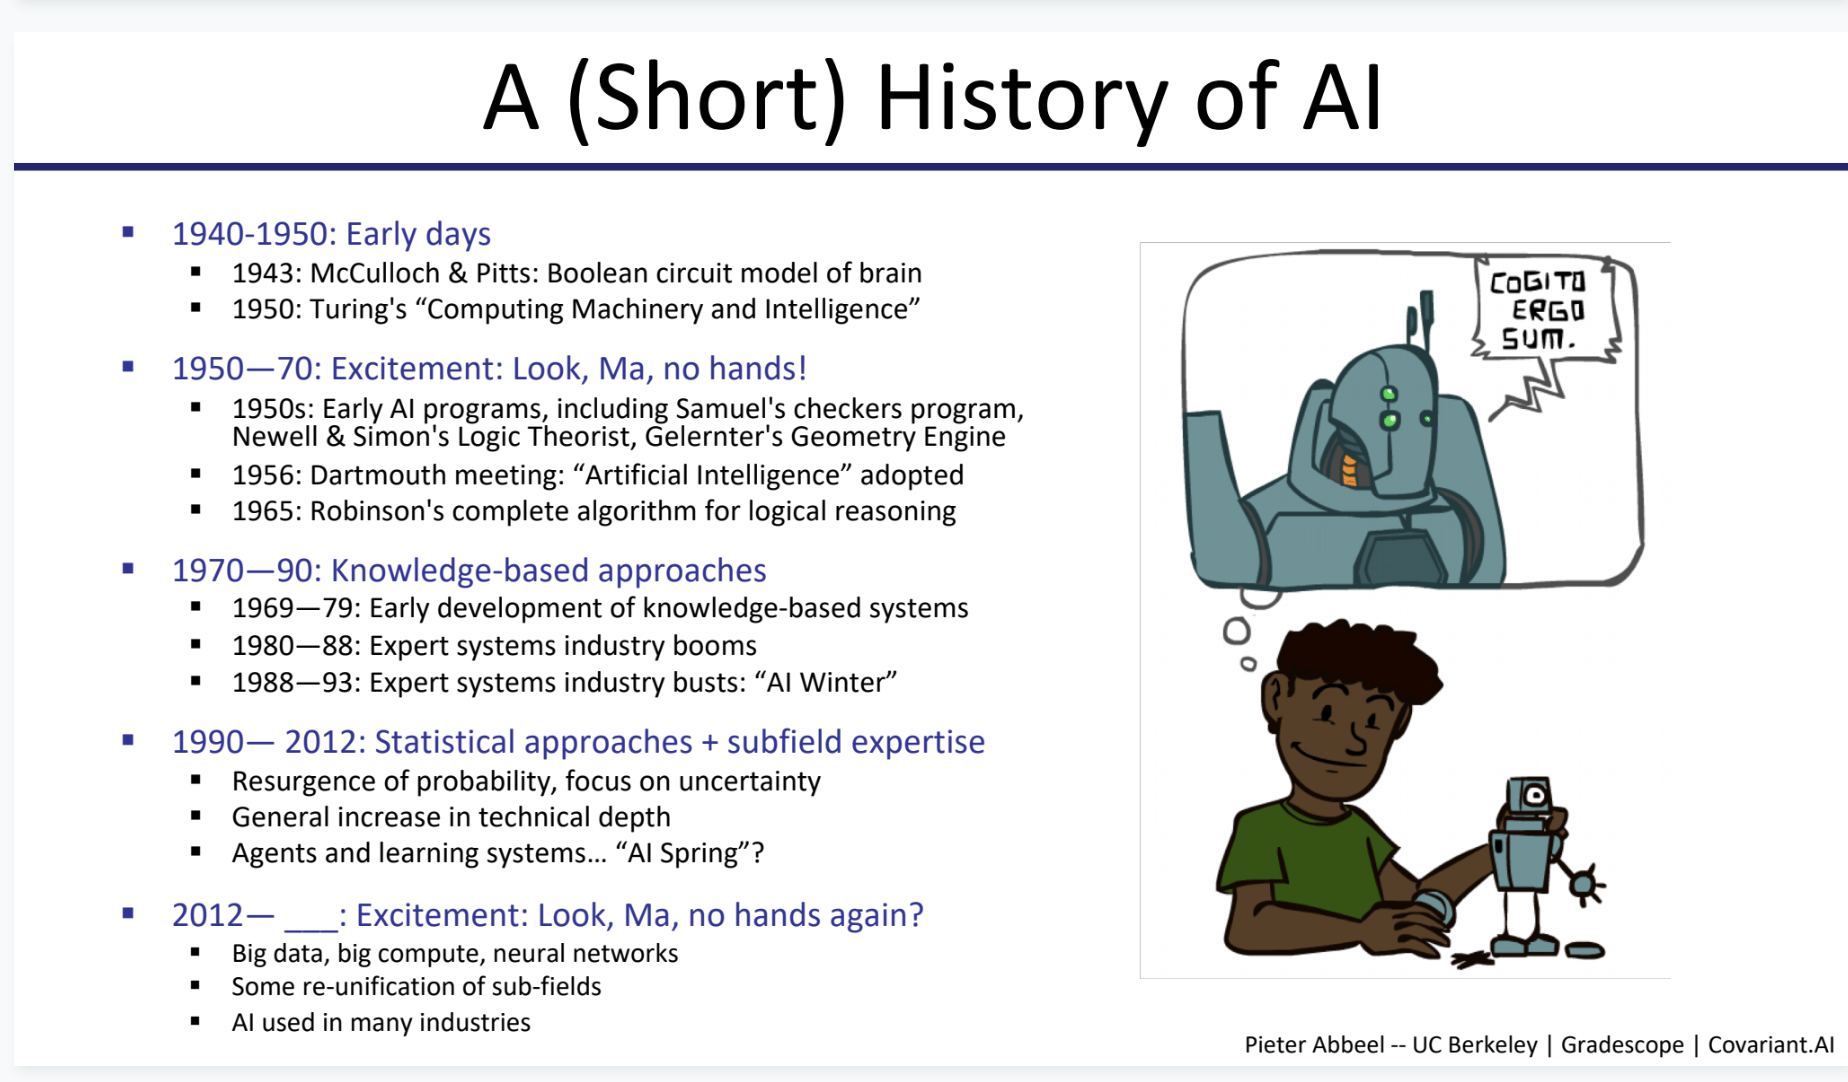 A (Short) History of AI
▪ 1940-1950: Early days
▪ 1943: McCulloch & Pitts: Boolean circuit model of brain
▪ 1950: Turing's “Computing Machinery and Intelligence”
▪ 1950—70: Excitement: Look, Ma, no hands!
▪ 1950s: Early AI programs, including Samuel's checkers program,
Newell & Simon's Logic Theorist, Gelernter's Geometry Engine
▪ 1956: Dartmouth meeting: “Artificial Intelligence” adopted
▪ 1965: Robinson's complete algorithm for logical reasoning
▪ 1970—90: Knowledge-based approaches
▪ 1969—79: Early development of knowledge-based systems
▪ 1980—88: Expert systems industry booms
▪ 1988—93: Expert systems industry busts: “AI Winter”
▪ 1990— 2012: Statistical approaches + subfield expertise
▪ Resurgence of probability, focus on uncertainty
▪ General increase in technical depth
▪ Agents and learning systems… “AI Spring”?
▪ 2012— ___: Excitement: Look, Ma, no hands again?
▪ Big data, big compute, neural networks
▪ Some re-unification of sub-fields
▪ AI used in many industries
COGITO
ERGO
SUM.
Pieter Abbeel -- UC Berkeley | Gradescope | Covariant.AI